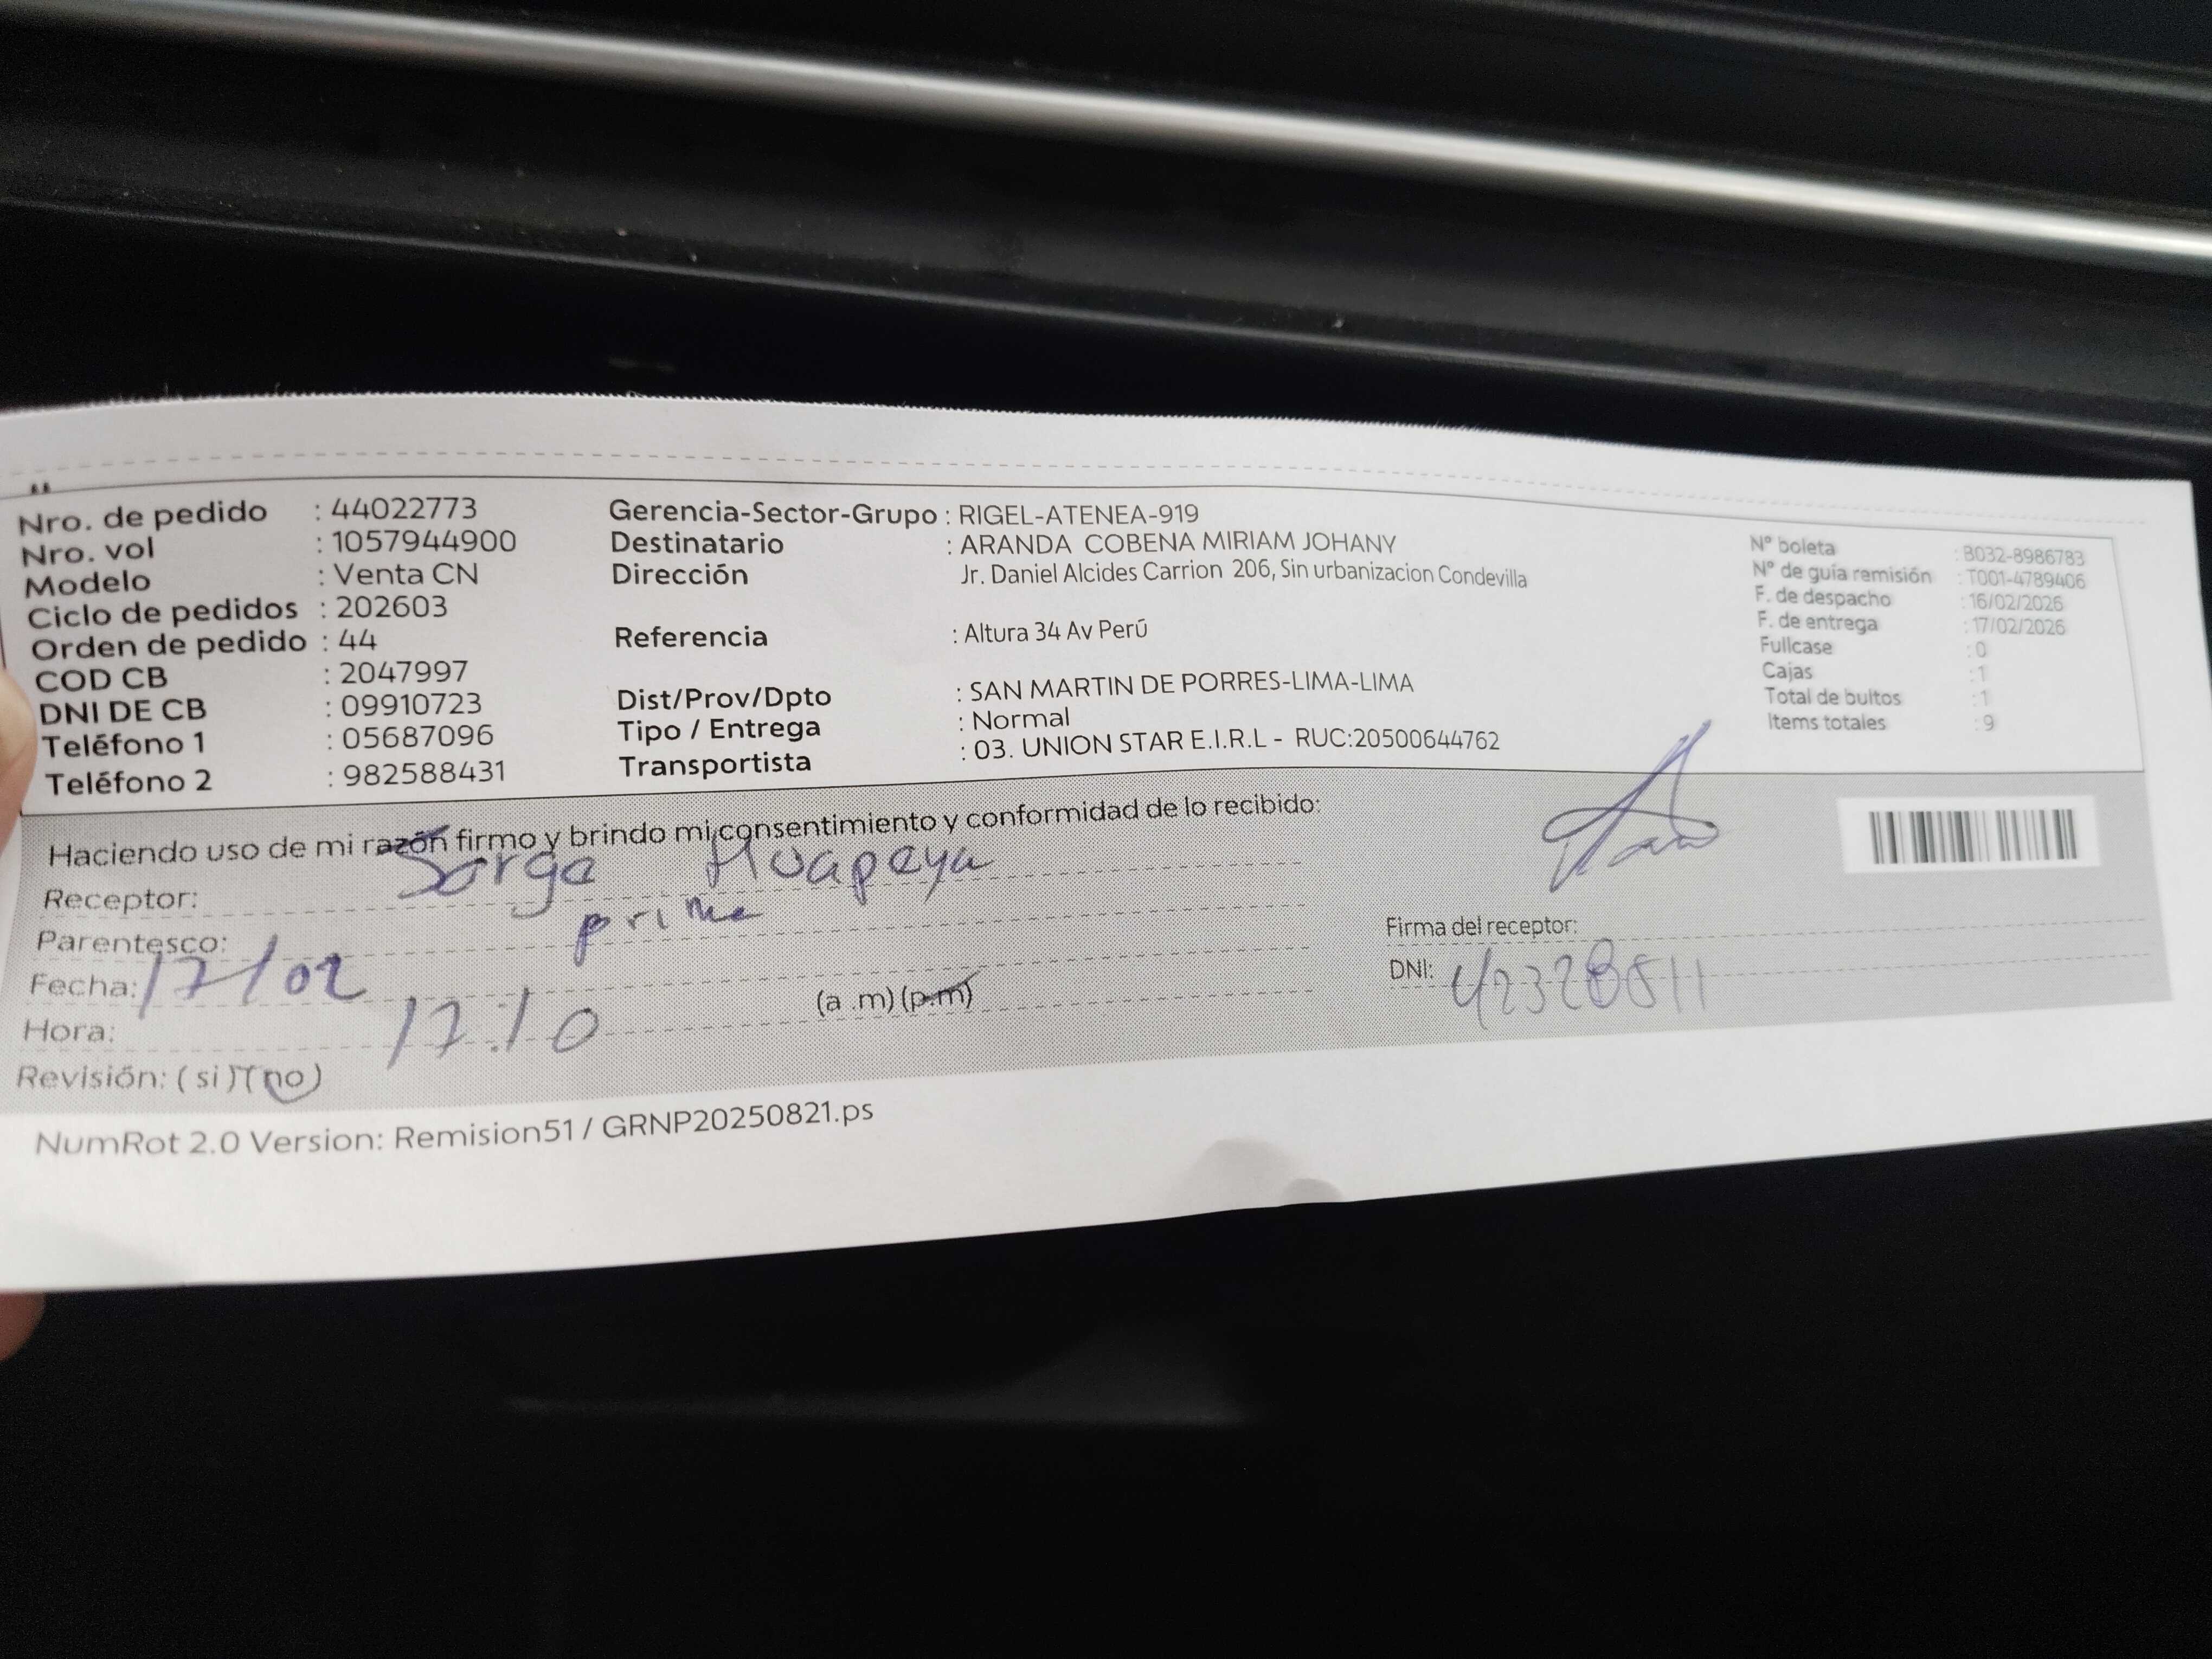 Nro. de pedido : 44022773
Nro. vol : 1057944900
Modelo : Venta CN
Ciclo de pedidos : 202603
Orden de pedido : 44
COD CB : 2047997
DNI DE CB : 09910723
Teléfono 1 : 05687096
Teléfono 2 : 982588431
Gerencia-Sector-Grupo : RIGEL-ATENEA-919
Destinatario : ARANDA COBENA MIRIAM JOHANY
Dirección Jr. Daniel Alcides Carrion 206, Sin urbanizacion Condevilla
Referencia : Altura 34 Av Perú
Dist/Prov/Dpto : SAN MARTIN DE PORRES-LIMA-LIMA
Tipo / Entrega : Normal
Transportista : 03. UNION STAR E.I.R.L - RUC:20500644762
N° boleta : B032-8986783
N° de guía remisión : T001-4789406
F. de despacho : 16/02/2026
F. de entrega : 17/02/2026
Fullcase : 0
Cajas : 1
Total de bultos : 1
Items totales : 9
Haciendo uso de mi razón firmo y brindo mi consentimiento y conformidad de lo recibido:
Receptor: Jorge Huapaya
Parentesco: primo
Fecha: 17/02
Hora: 17:10 (a .m) (p.m)
Revisión: ( si ) ( no )
Firma del receptor:
DNI: 42328511
NumRot 2.0 Version: Remision51 / GRNP20250821.ps